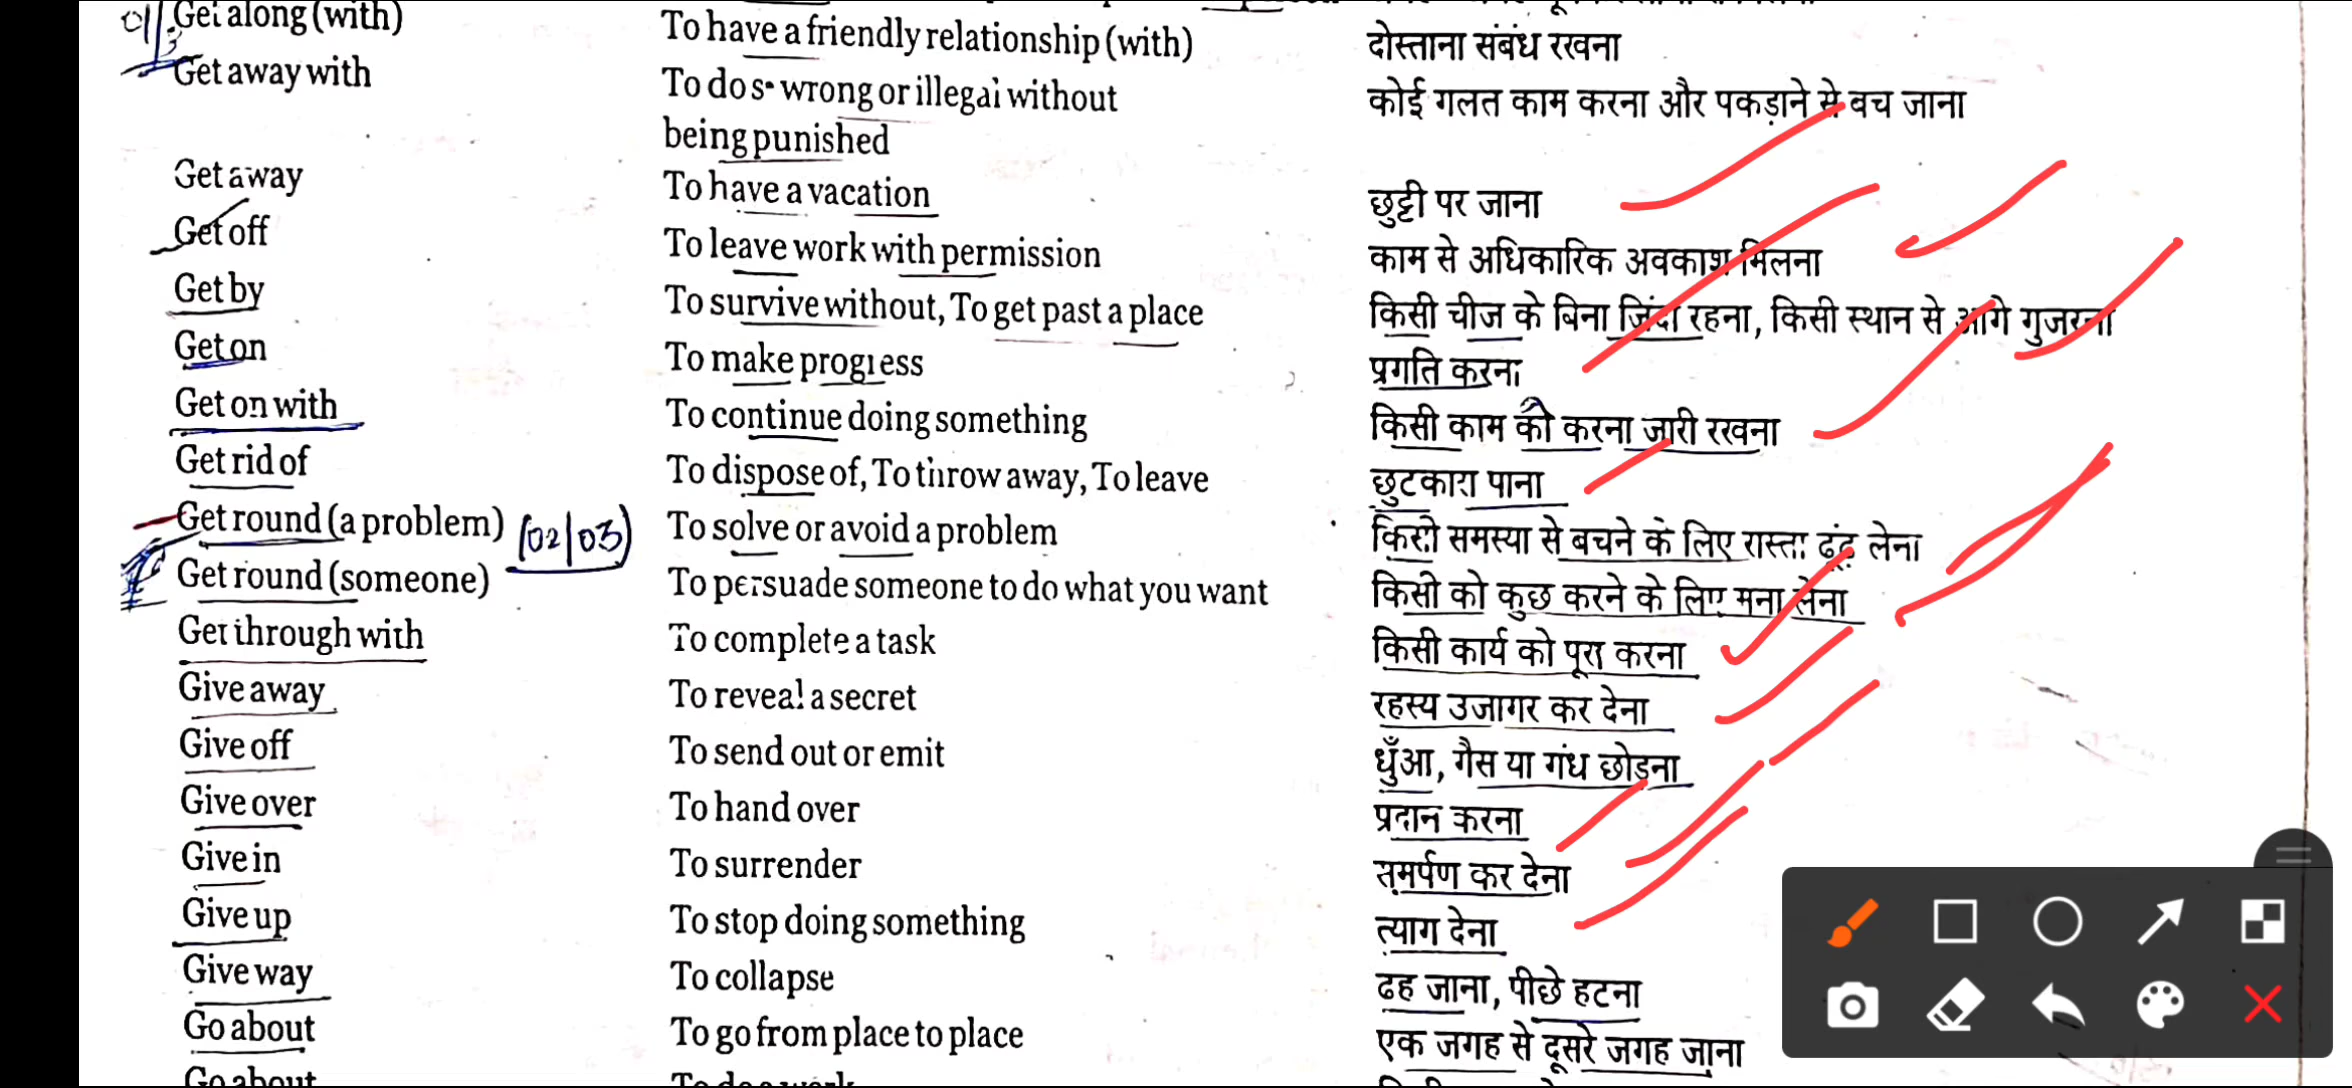 Get along (with) To have a friendly relationship (with) दोस्ताना संबंध रखना
Get away with To do s wrong or illegal without कोई गलत काम करना और पकड़ाने से बच जाना
being punished
Get away To have a vacation छुट्टी पर जाना
Get off To leave work with permission काम से अधिकारिक अवकाश मिलना
Get by To survive without, To get past a place किसी चीज के बिना जिंदा रहना, किसी स्थान से आगे गुजरना
Get on To make progress प्रगति करना
Get on with To continue doing something किसी काम को करना जारी रखना
Get rid of To dispose of, To throw away, To leave छुटकारा पाना
Get round (a problem) (02/03) To solve or avoid a problem किसी समस्या से बचने के लिए रास्ता ढूंढ़ लेना
Get round (someone) To persuade someone to do what you want किसी को कुछ करने के लिए मना लेना
Get through with To complete a task किसी कार्य को पूरा करना
Give away To reveal a secret रहस्य उजागर कर देना
Give off To send out or emit धुँआ, गैस या गंध छोड़ना
Give over To hand over प्रदान करना
Give in To surrender समर्पण कर देना
Give up To stop doing something त्याग देना
Give way To collapse ढह जाना, पीछे हटना
Go about To go from place to place एक जगह से दूसरे जगह जाना
Go about To do a work